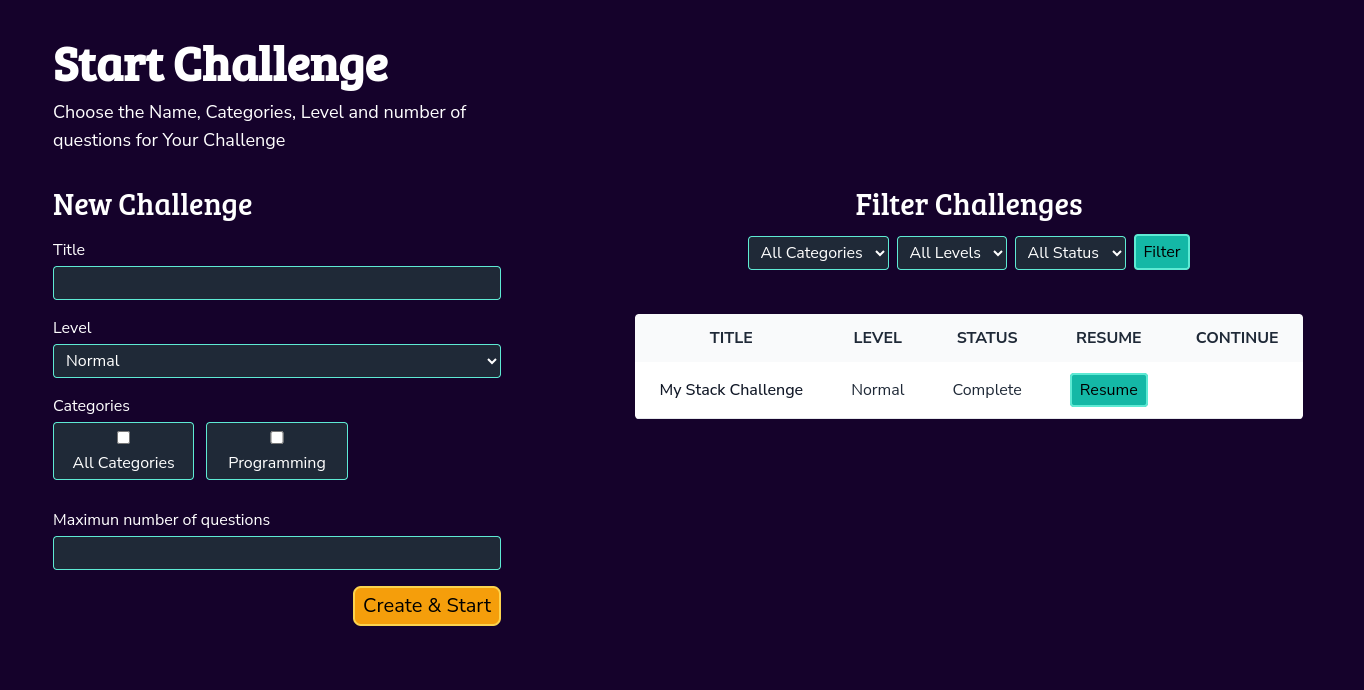 Start Challenge
Choose the Name, Categories, Level and number of
questions for Your Challenge
New Challenge
Title
Level
Normal
Categories
All Categories
Programming
Maximun number of questions
Create & Start
Filter Challenges
All Categories All Levels All Status Filter
TITLE LEVEL STATUS RESUME CONTINUE
My Stack Challenge Normal Complete Resume